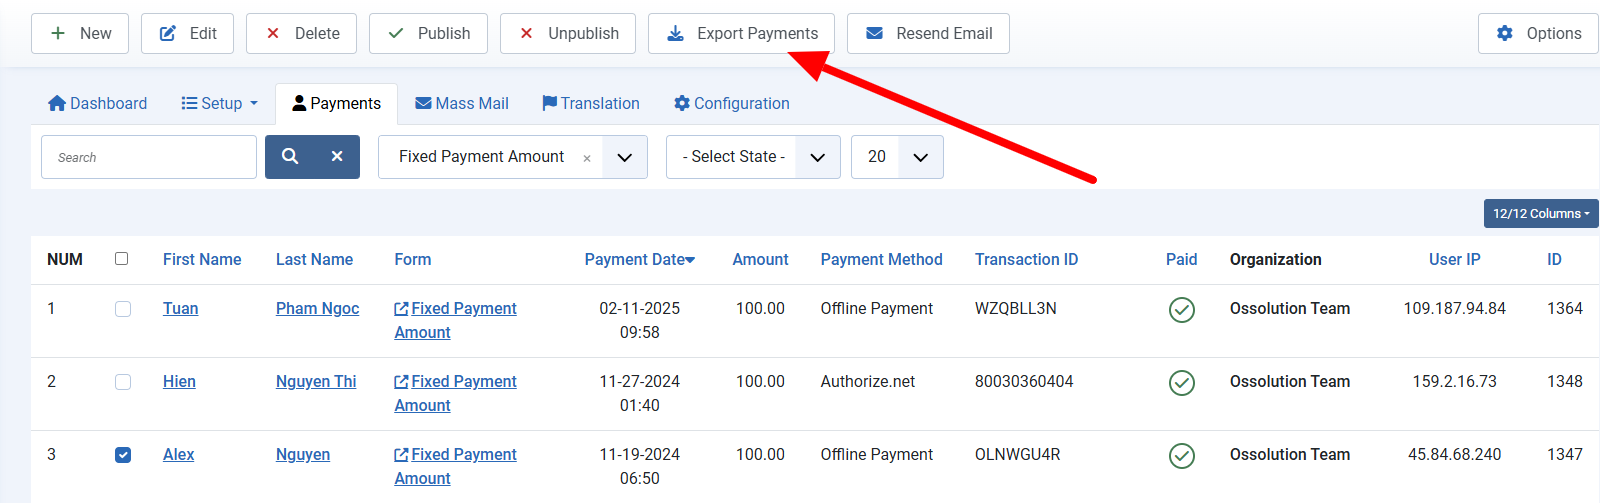 New Edit Delete Publish Unpublish Export Payments Resend Email Options
Dashboard Setup Payments Mass Mail Translation Configuration
Search Fixed Payment Amount × - Select State - 20
12/12 Columns
NUM First Name Last Name Form Payment Date Amount Payment Method Transaction ID Paid Organization User IP ID
1 Tuan Pham Ngoc Fixed Payment 02-11-2025 100.00 Offline Payment WZQBLL3N Ossolution Team 109.187.94.84 1364
Amount 09:58
2 Hien Nguyen Thi Fixed Payment 11-27-2024 100.00 Authorize.net 80030360404 Ossolution Team 159.2.16.73 1348
Amount 01:40
3 Alex Nguyen Fixed Payment 11-19-2024 100.00 Offline Payment OLNWGU4R Ossolution Team 45.84.68.240 1347
Amount 06:50